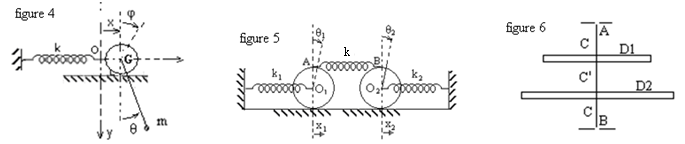 figure 4
x
φ
k
O
G
y
θ
m
figure 5
θ₁
θ₂
k
A
B
k₁
O₁
O₂
k₂
x₁
x₂
figure 6
A
C
D1
C'
D2
C
B